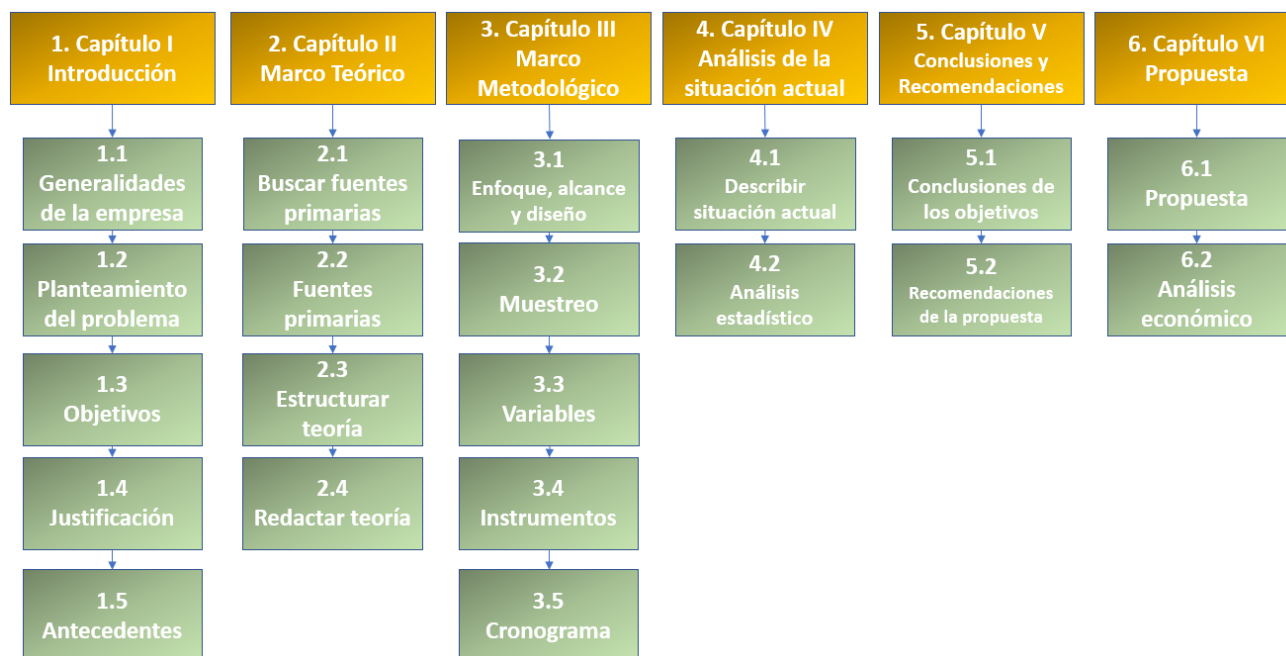 1. Capítulo I
Introducción
1.1
Generalidades
de la empresa
1.2
Planteamiento
del problema
1.3
Objetivos
1.4
Justificación
1.5
Antecedentes
2. Capítulo II
Marco Teórico
2.1
Buscar fuentes
primarias
2.2
Fuentes
primarias
2.3
Estructurar
teoría
2.4
Redactar teoría
3. Capítulo III
Marco
Metodológico
3.1
Enfoque, alcance
y diseño
3.2
Muestreo
3.3
Variables
3.4
Instrumentos
3.5
Cronograma
4. Capítulo IV
Análisis de la
situación actual
4.1
Describir
situación actual
4.2
Análisis
estadístico
5. Capítulo V
Conclusiones y
Recomendaciones
5.1
Conclusiones de
los objetivos
5.2
Recomendaciones
de la propuesta
6. Capítulo VI
Propuesta
6.1
Propuesta
6.2
Análisis
económico